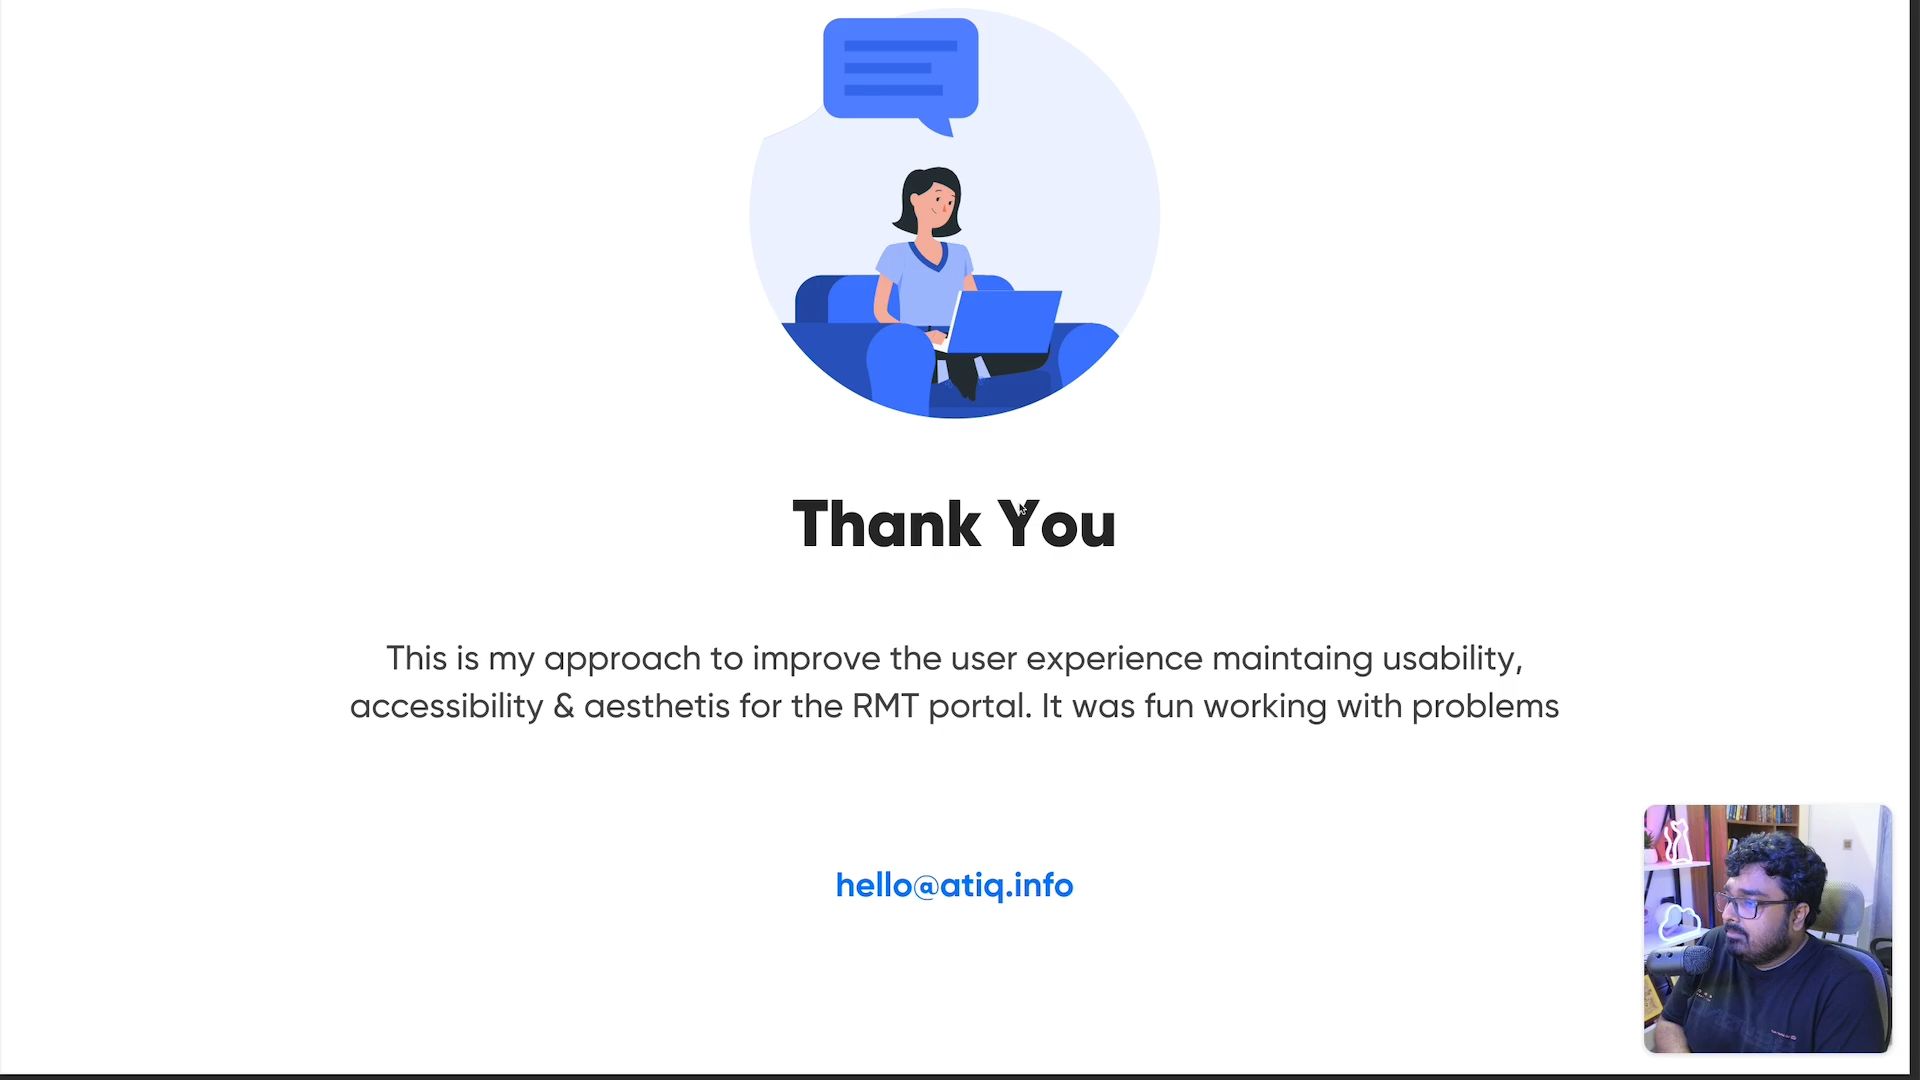 Thank You
This is my approach to improve the user experience maintaing usability,
accessibility & aesthetis for the RMT portal. It was fun working with problems
hello@atiq.info